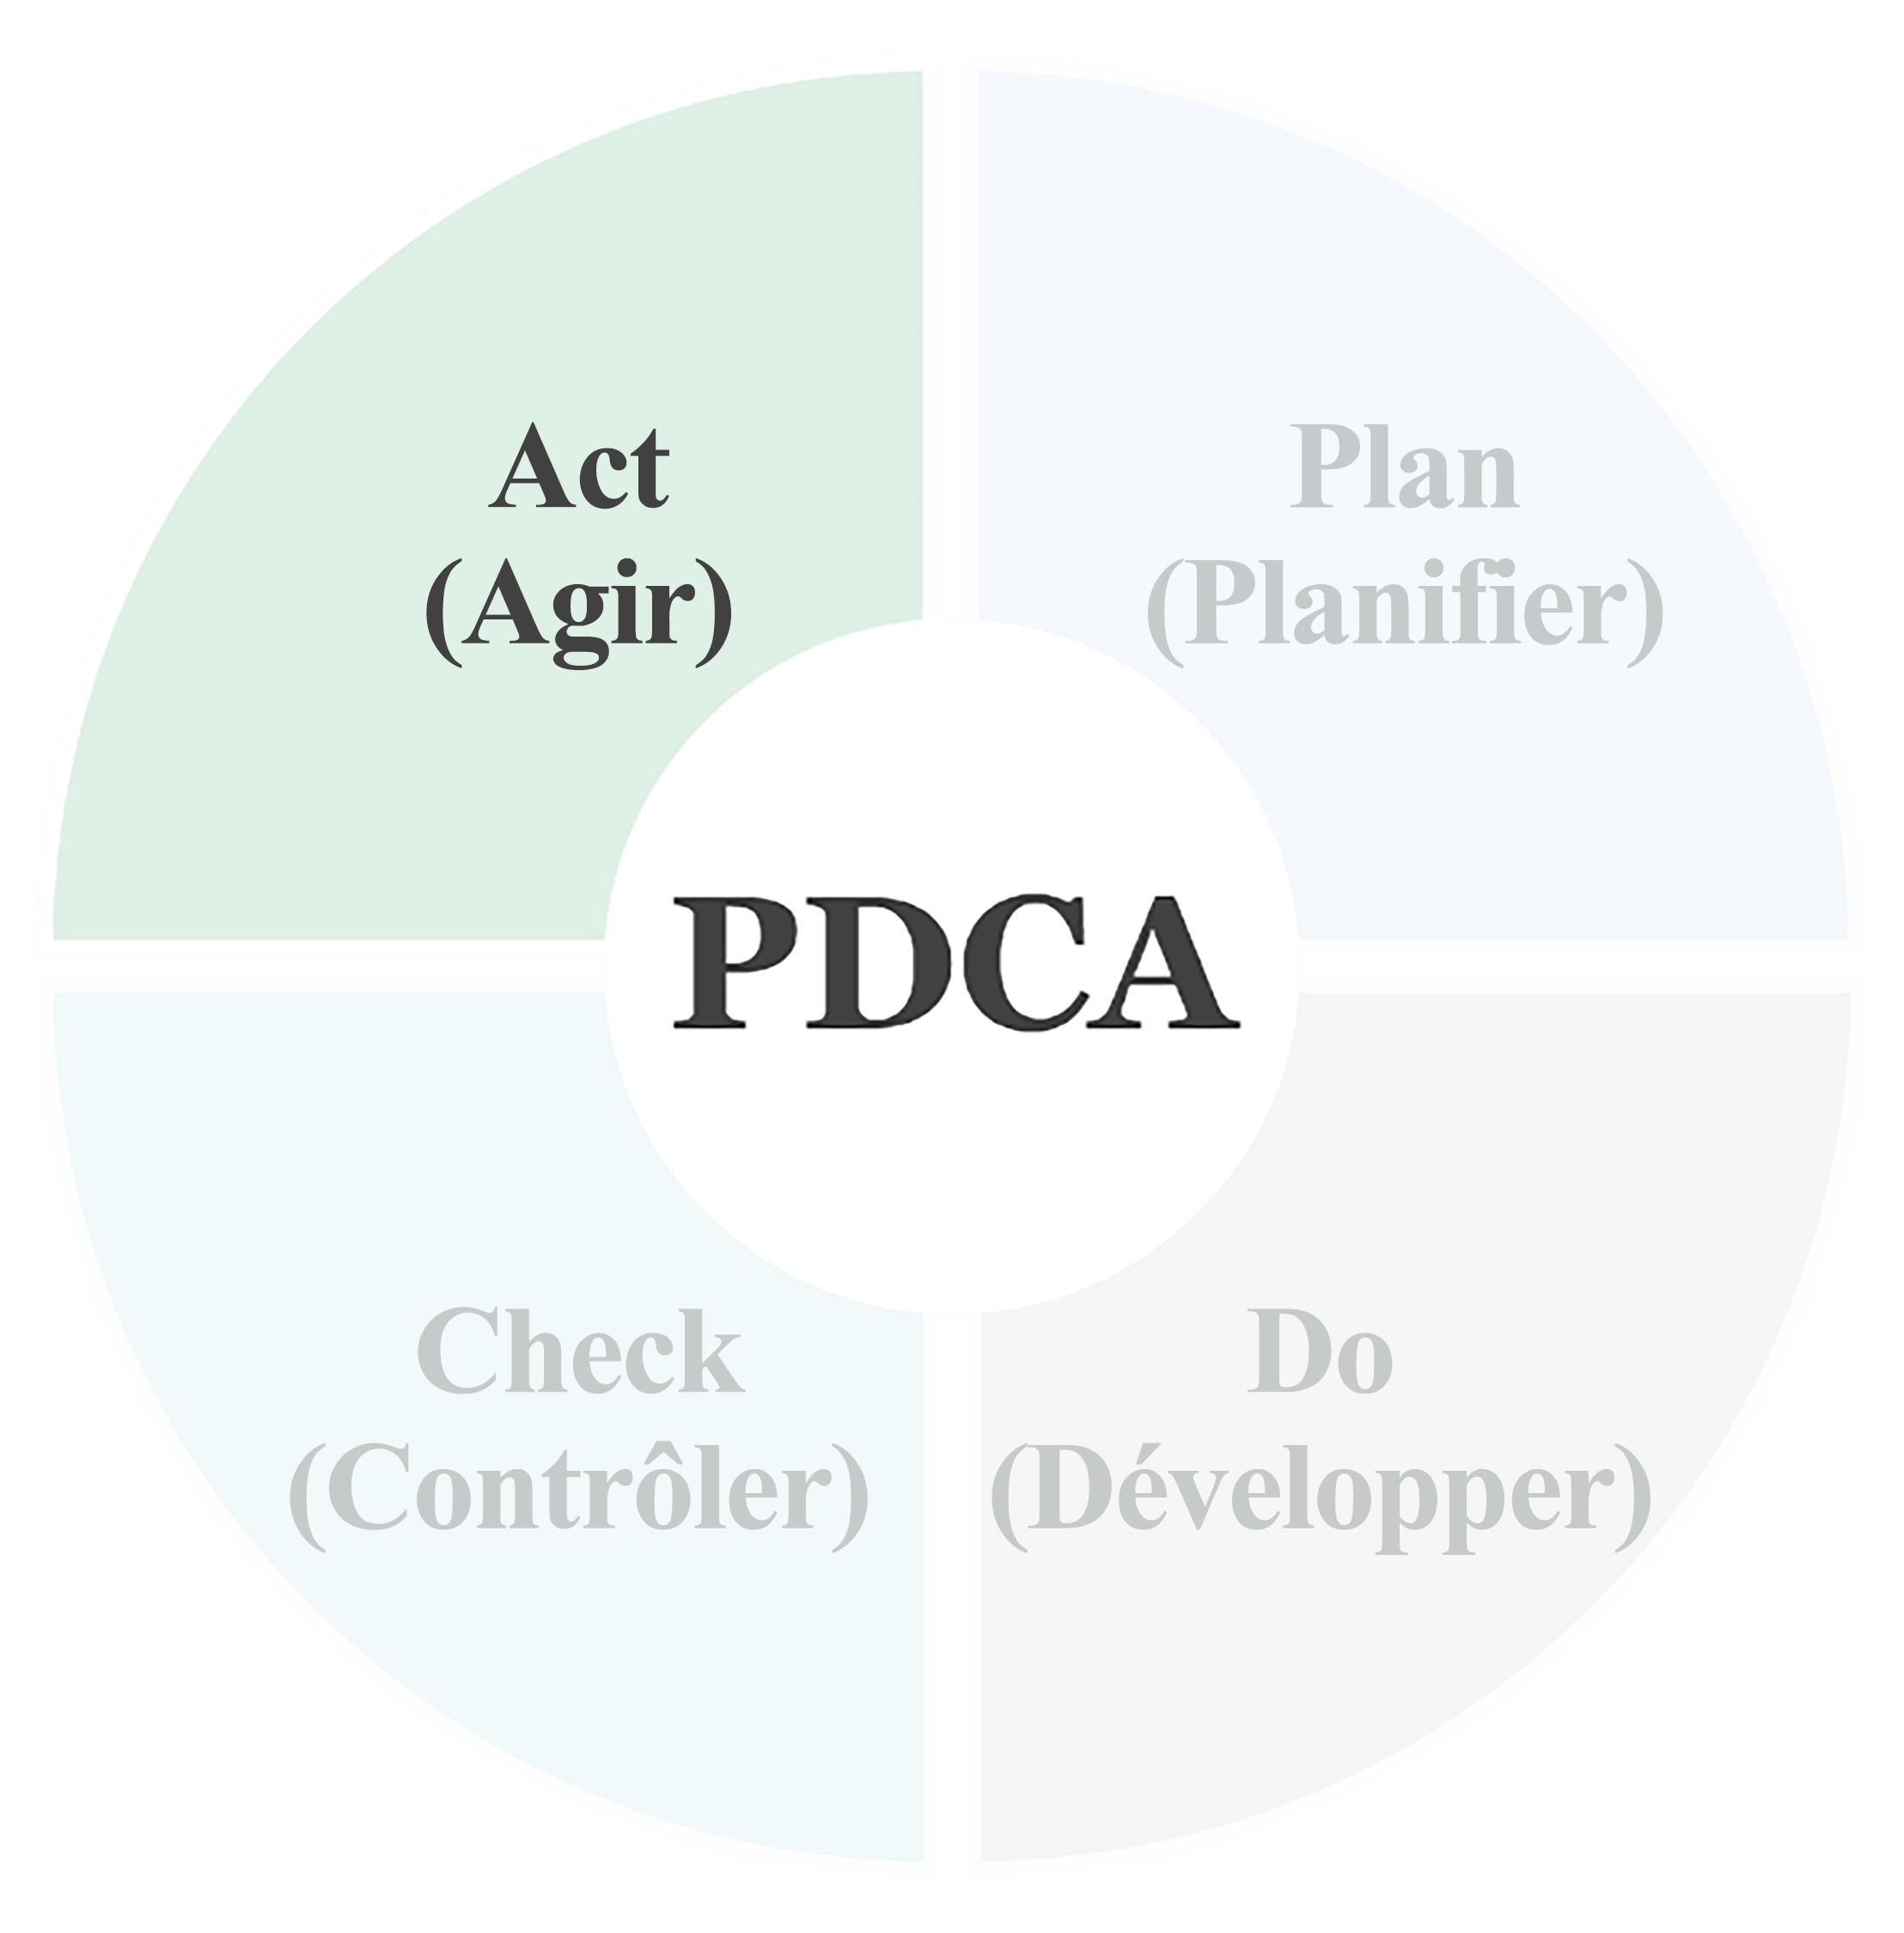 Act
(Agir)
Plan
(Planifier)
PDCA
Check
(Contrôler)
Do
(Développer)